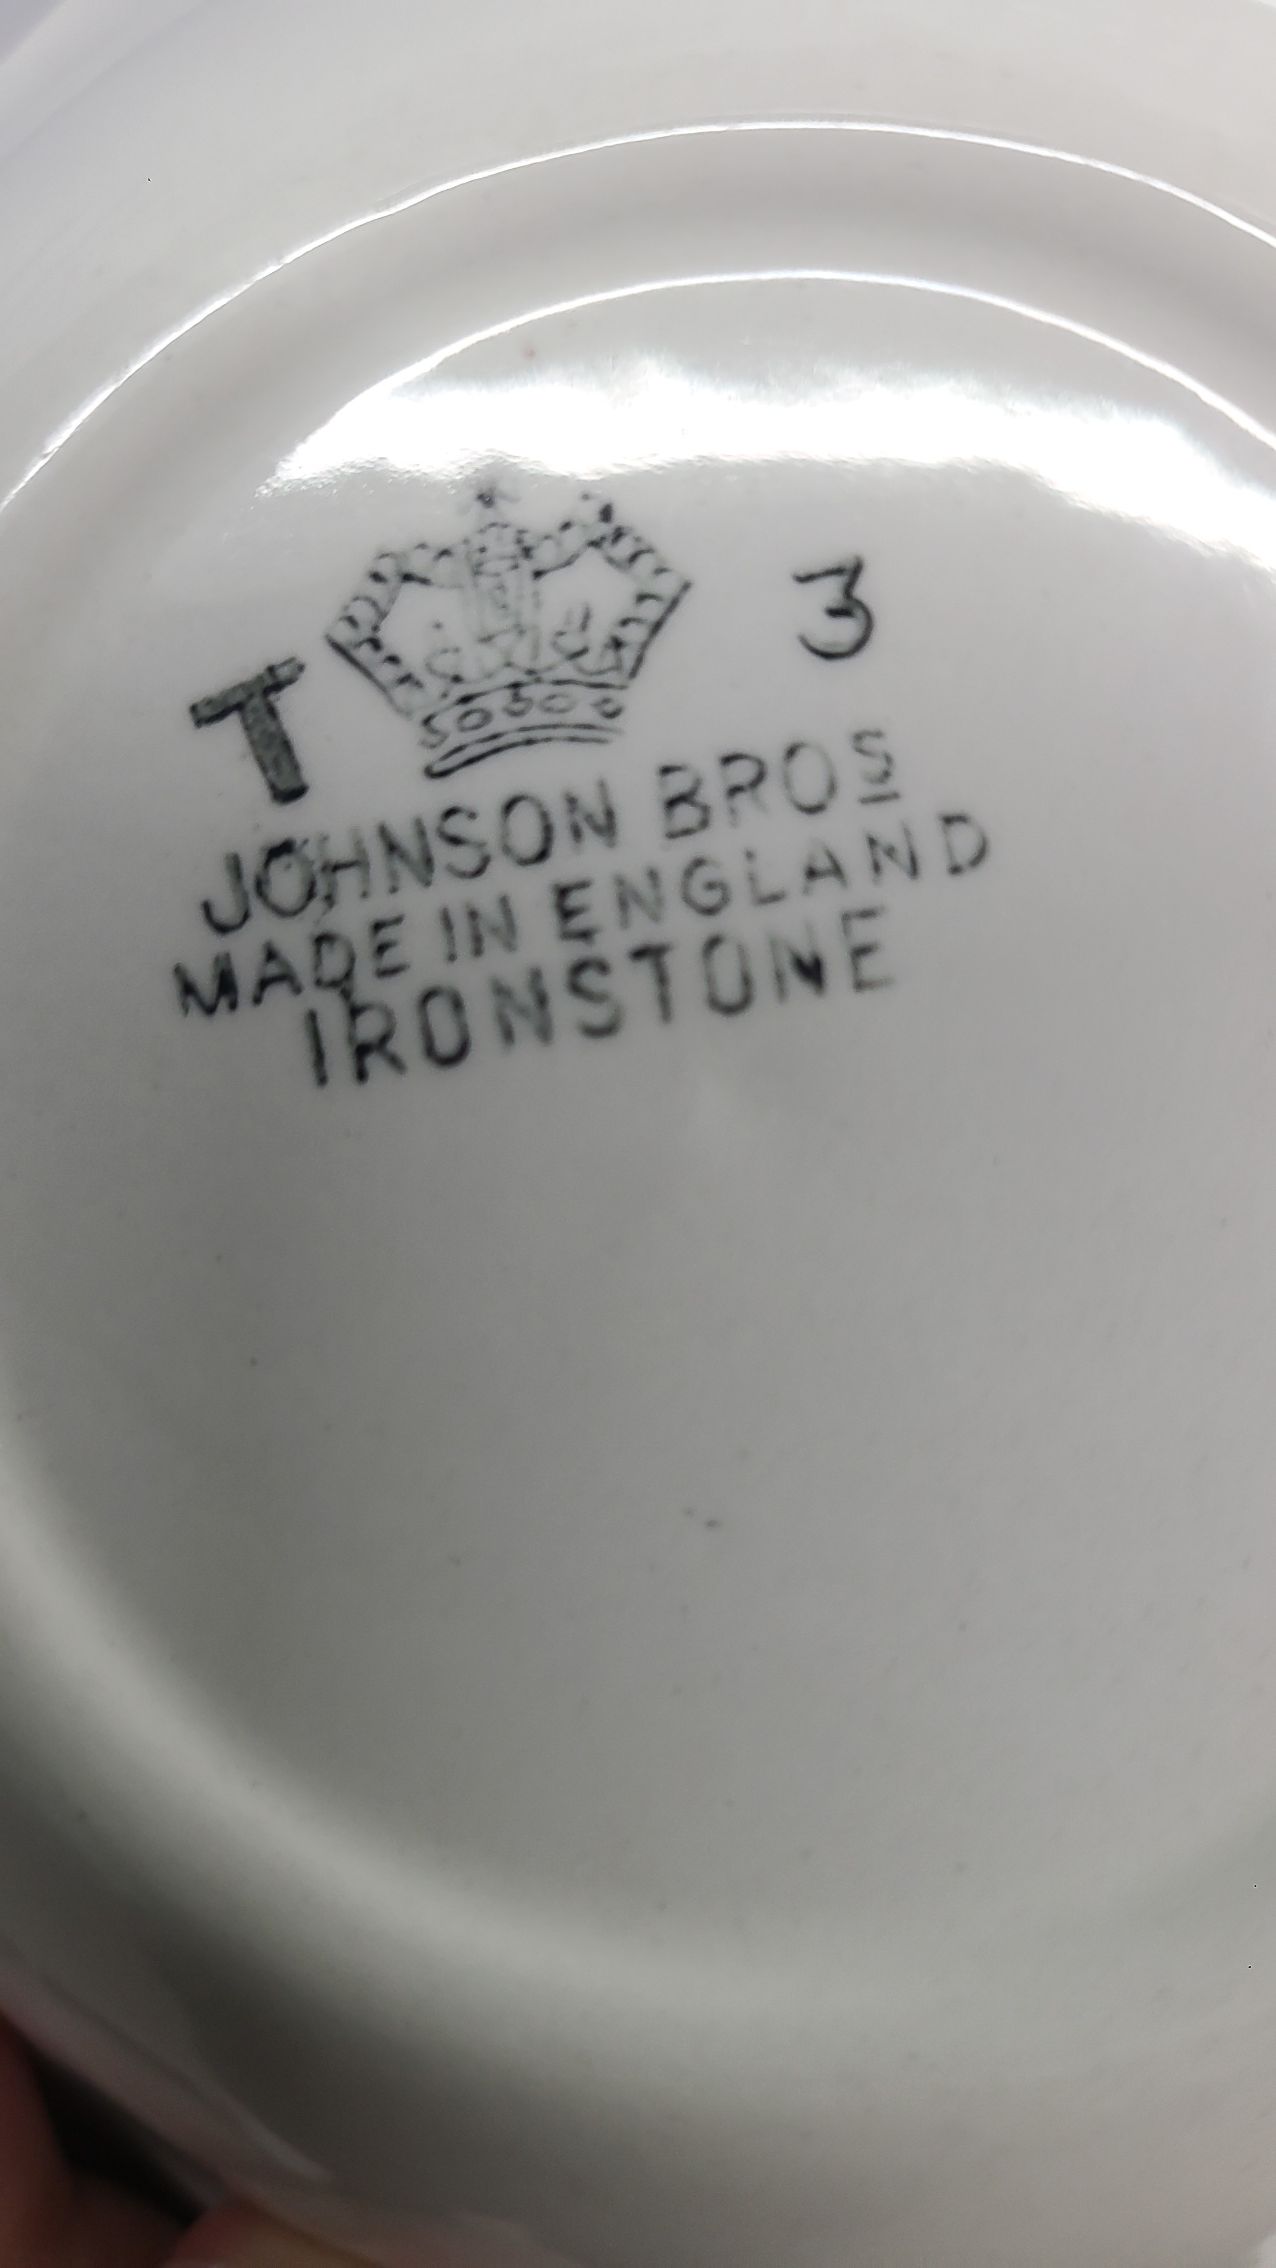 T 3
JOHNSON BROS
MADE IN ENGLAND
IRONSTONE